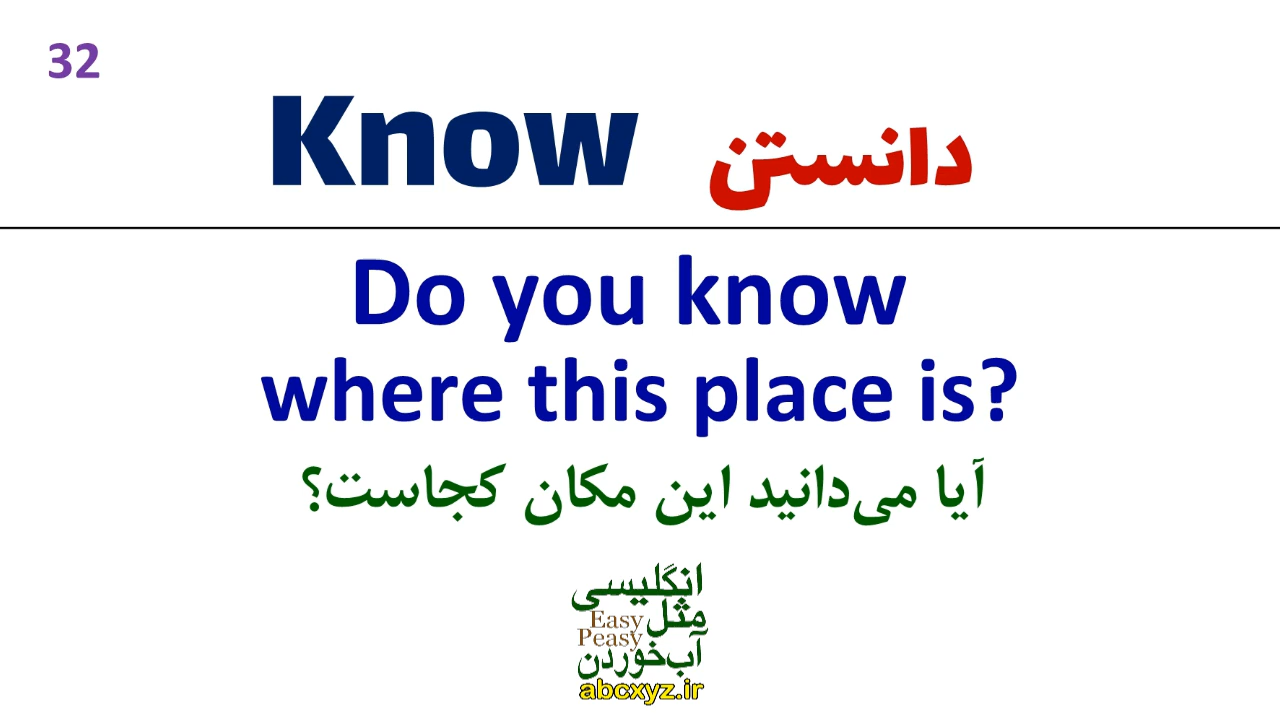 32
Know دانستن
Do you know
where this place is?
آیا می‌دانید این مکان کجاست؟
انگلیسی
مثل Easy
Peasy
آب‌خوردن
abcxyz.ir